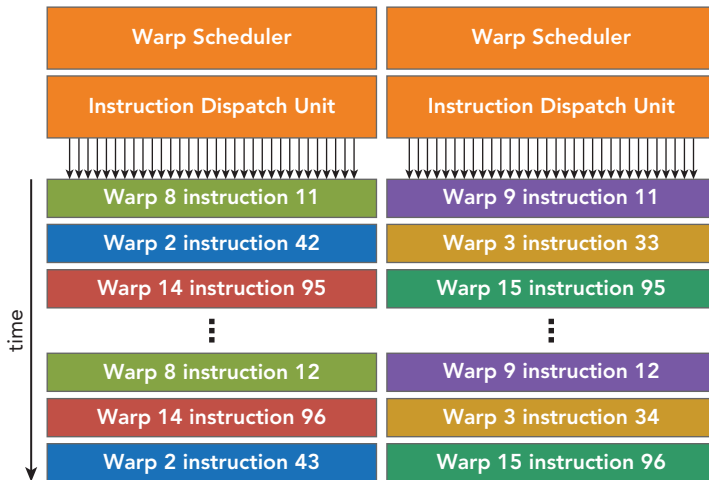 Warp Scheduler
Warp Scheduler
Instruction Dispatch Unit
Instruction Dispatch Unit
Warp 8 instruction 11
Warp 9 instruction 11
Warp 2 instruction 42
Warp 3 instruction 33
Warp 14 instruction 95
Warp 15 instruction 95
time
Warp 8 instruction 12
Warp 9 instruction 12
Warp 14 instruction 96
Warp 3 instruction 34
Warp 2 instruction 43
Warp 15 instruction 96